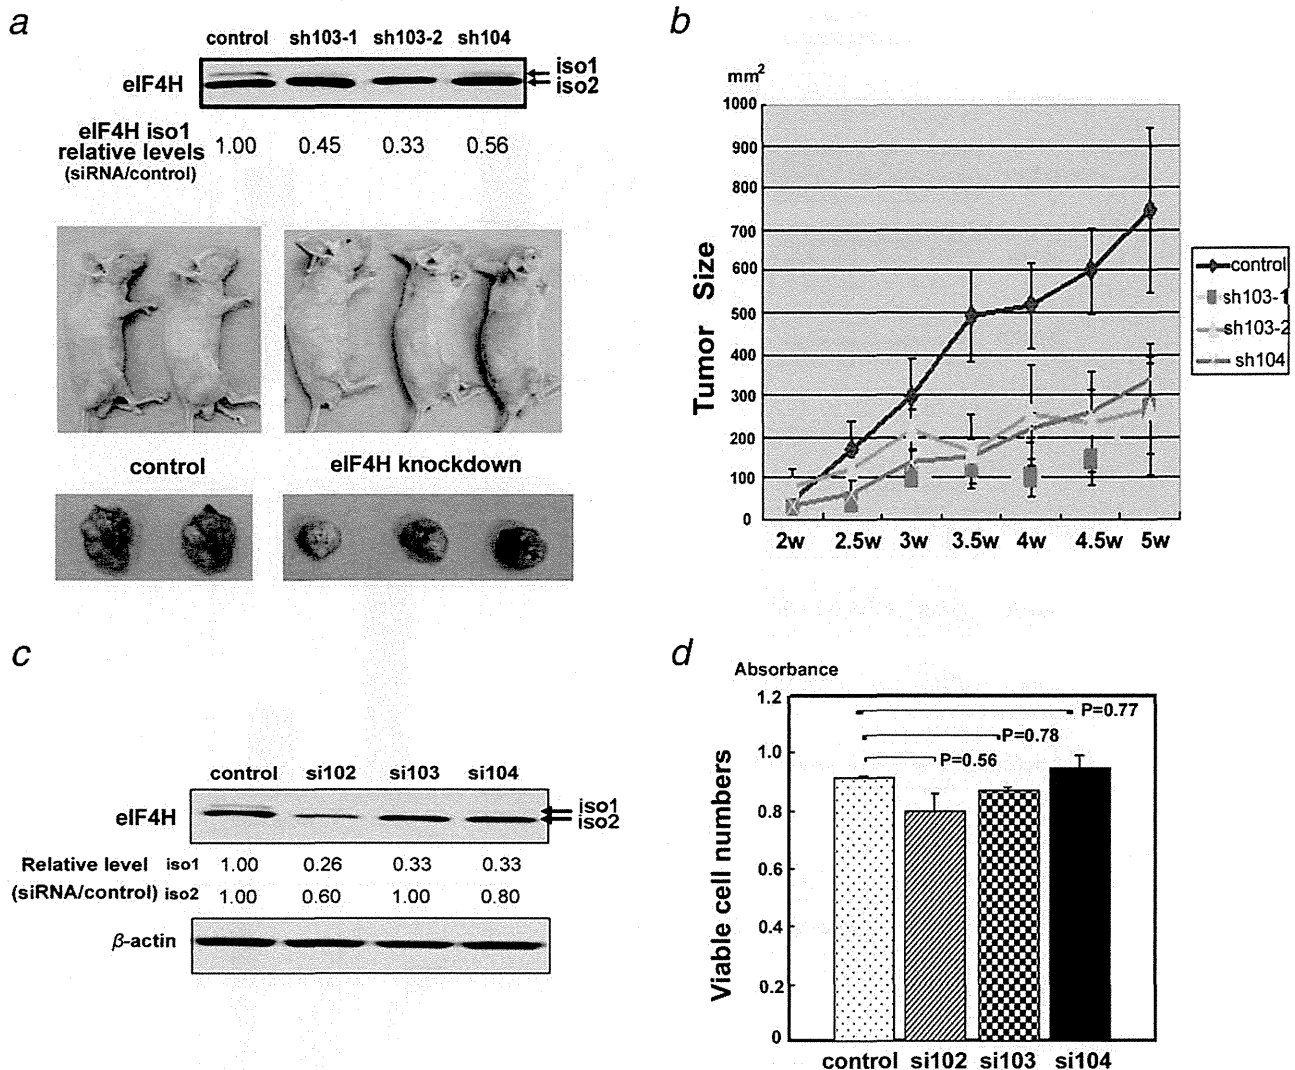 a
control sh103-1 sh103-2 sh104
eIF4H
iso1
iso2
eIF4H iso1
relative levels
(siRNA/control)
1.00 0.45 0.33 0.56
control
eIF4H knockdown
b
mm2
1000
900
800
700
600
500
400
300
200
100
0
Tumor Size
2w 2.5w 3w 3.5w 4w 4.5w 5w
control
sh103-1
sh103-2
sh104
c
control si102 si103 si104
eIF4H
iso1
iso2
Relative level iso1 1.00 0.26 0.33 0.33
(siRNA/control) iso2 1.00 0.60 1.00 0.80
β-actin
d
Absorbance
1.2
1.0
0.8
0.6
0.4
0.2
0
Viable cell numbers
P=0.77
P=0.78
P=0.56
control si102 si103 si104